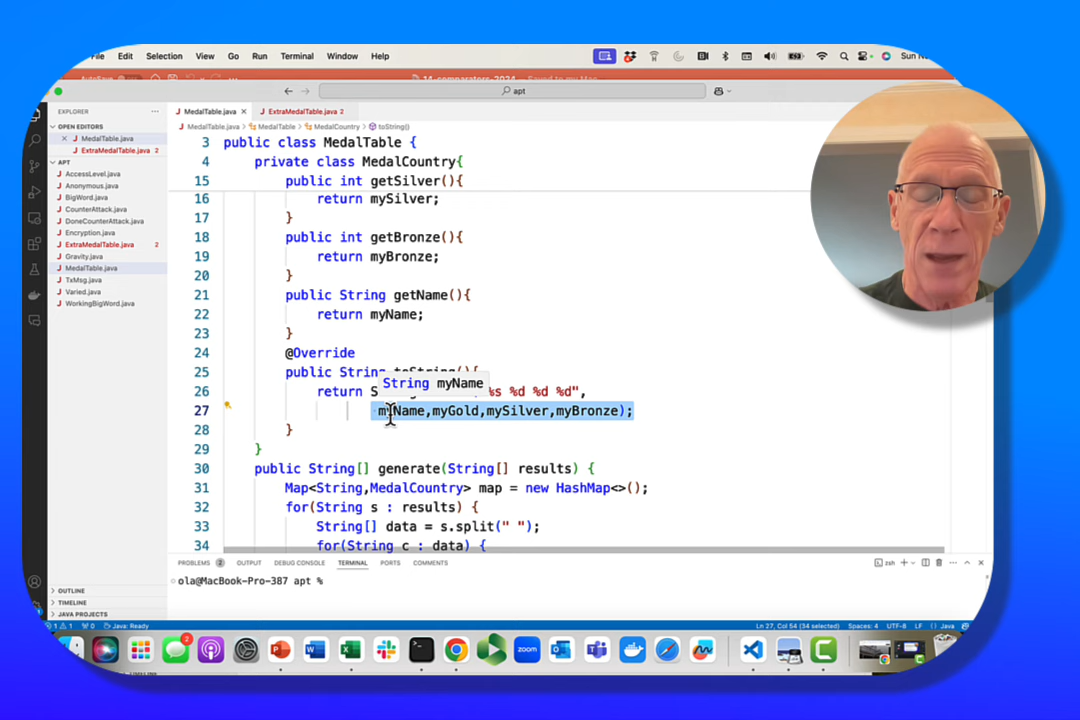 File Edit Selection View Go Run Terminal Window Help
apt
EXPLORER
OPEN EDITORS
MedalTable.java
ExtraMedalTable.java 2
APT
AccessLevel.java
Anonymous.java
BigWord.java
CounterAttack.java
DoneCounterAttack.java
Encryption.java
ExtraMedalTable.java 2
Gravity.java
MedalTable.java
TxMsg.java
Varied.java
WorkingBigWord.java
OUTLINE
TIMELINE
JAVA PROJECTS
MedalTable.java
ExtraMedalTable.java 2
MedalTable.java > MedalTable > MedalCountry > toString()
3 public class MedalTable {
4 private class MedalCountry{
15 public int getSilver(){
16 return mySilver;
17 }
18 public int getBronze(){
19 return myBronze;
20 }
21 public String getName(){
22 return myName;
23 }
24 @Override
25 public String toString(){
String myName
26 return S %s %d %d %d",
27 myName,myGold,mySilver,myBronze);
28 }
29 }
30 public String[] generate(String[] results) {
31 Map<String,MedalCountry> map = new HashMap<>();
32 for(String s : results) {
33 String[] data = s.split(" ");
34 for(String c : data) {
PROBLEMS 2 OUTPUT DEBUG CONSOLE TERMINAL PORTS COMMENTS
zsh
ola@MacBook-Pro-387 apt %
Java: Ready
Ln 27, Col 54 (34 selected) Spaces: 4 UTF-8 LF {} Java
zoom